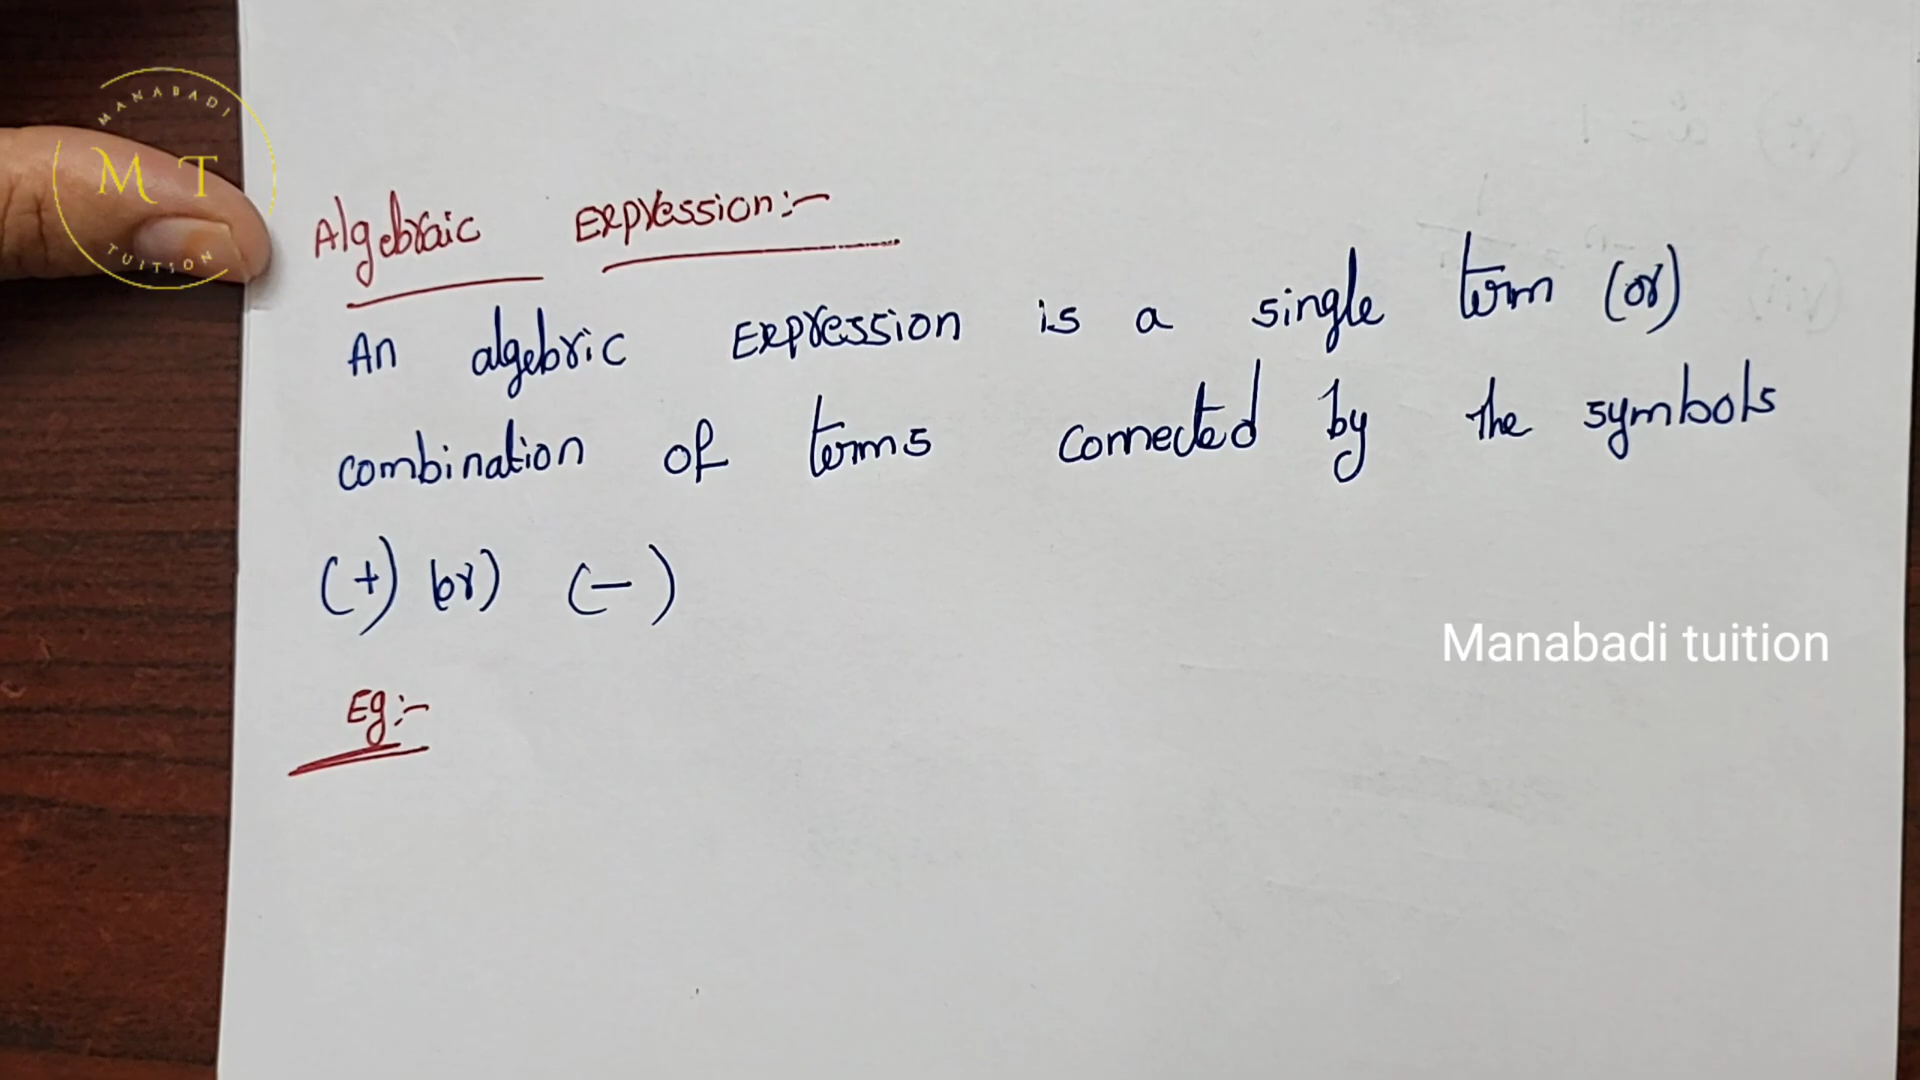 MANABADI
MT
TUITION
Algebraic Expression:-
An algebric Expression is a single term (or)
combination of terms connected by the symbols
(+) or) (-)
Manabadi tuition
Eg:-